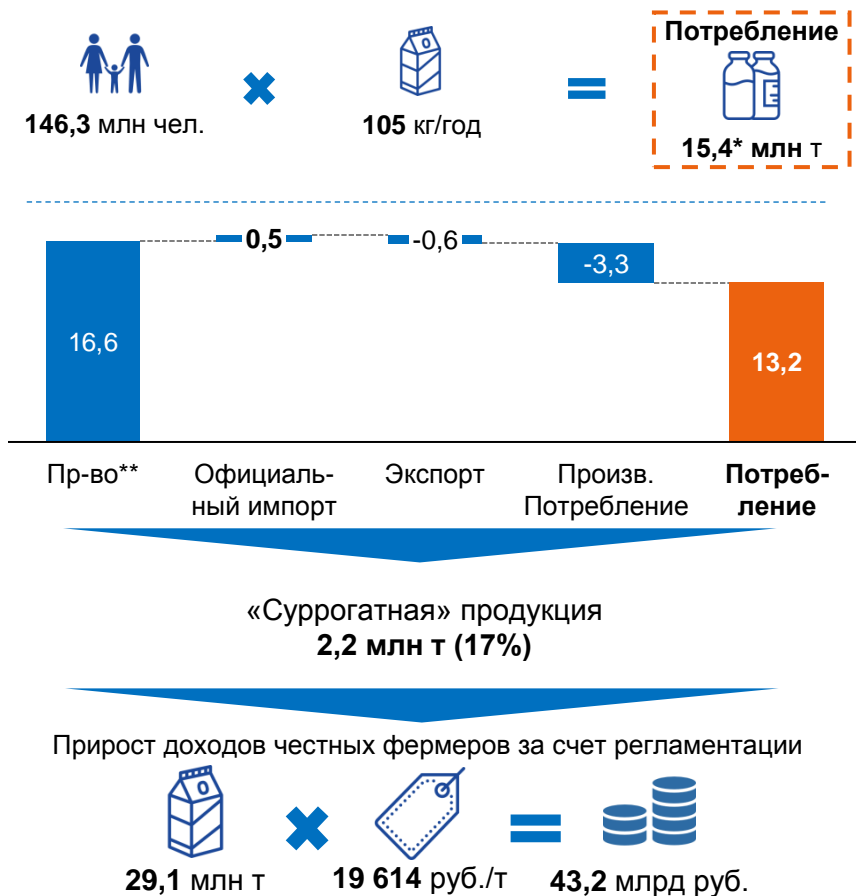 Потребление
146,3 млн чел.
105 кг/год
15,4* млн т
0,5
-0,6
-3,3
16,6
13,2
Пр-во**
Официаль-
ный импорт
Экспорт
Произв.
Потребление
Потреб-
ление
«Суррогатная» продукция
2,2 млн т (17%)
Прирост доходов честных фермеров за счет регламентации
29,1 млн т
19 614 руб./т
43,2 млрд руб.